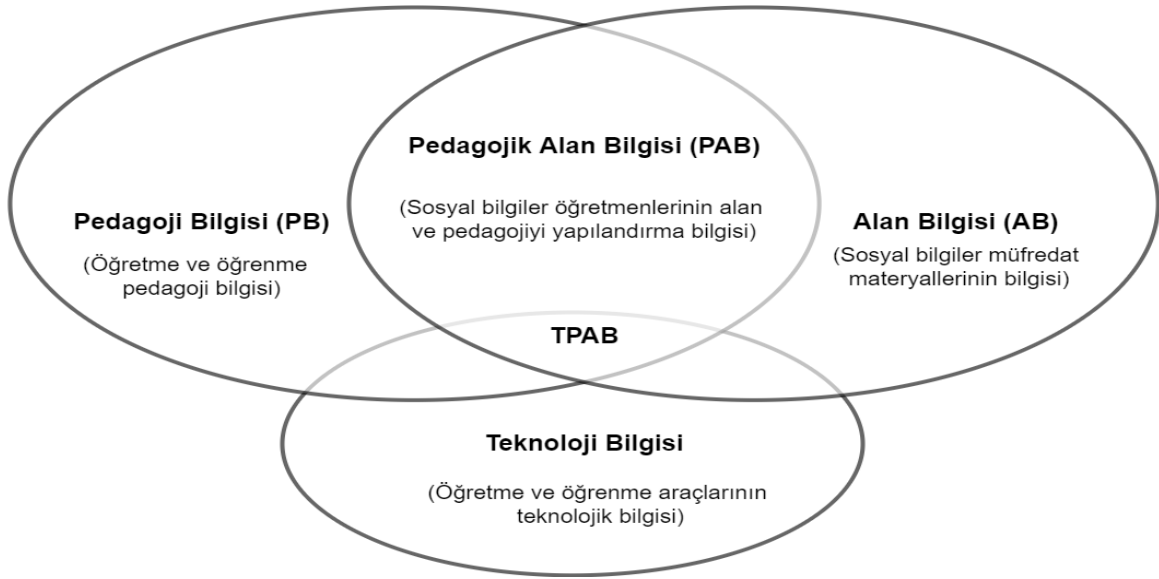 Pedagojik Alan Bilgisi (PAB)
(Sosyal bilgiler öğretmenlerinin alan
ve pedagojiyi yapılandırma bilgisi)
Pedagoji Bilgisi (PB)
(Öğretme ve öğrenme
pedagoji bilgisi)
Alan Bilgisi (AB)
(Sosyal bilgiler müfredat
materyallerinin bilgisi)
TPAB
Teknoloji Bilgisi
(Öğretme ve öğrenme araçlarının
teknolojik bilgisi)